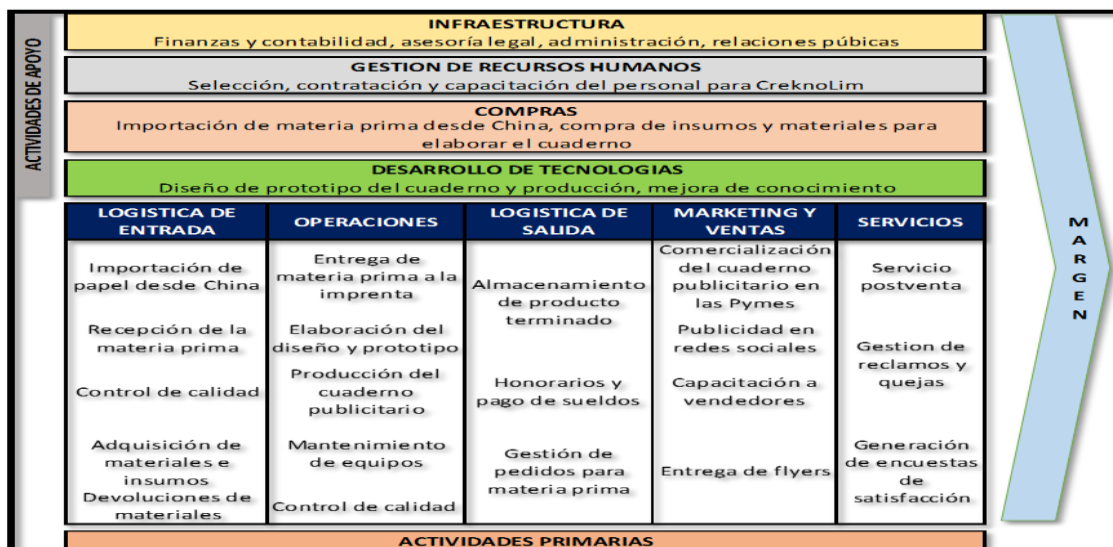 ACTIVIDADES DE APOYO
INFRAESTRUCTURA
Finanzas y contabilidad, asesoría legal, administración, relaciones púbicas
GESTION DE RECURSOS HUMANOS
Selección, contratación y capacitación del personal para CreknoLim
COMPRAS
Importación de materia prima desde China, compra de insumos y materiales para
elaborar el cuaderno
DESARROLLO DE TECNOLOGIAS
Diseño de prototipo del cuaderno y producción, mejora de conocimiento
LOGISTICA DE
ENTRADA
Importación de
papel desde China
Recepción de la
materia prima
Control de calidad
Adquisición de
materiales e
insumos
Devoluciones de
materiales
OPERACIONES
Entrega de
materia prima a la
imprenta
Elaboración del
diseño y prototipo
Producción del
cuaderno
publicitario
Mantenimiento
de equipos
Control de calidad
LOGISTICA DE
SALIDA
Almacenamiento
de producto
terminado
Honorarios y
pago de sueldos
Gestión de
pedidos para
materia prima
MARKETING Y
VENTAS
Comercialización
del cuaderno
publicitario en
las Pymes
Publicidad en
redes sociales
Capacitación a
vendedores
Entrega de flyers
SERVICIOS
Servicio
postventa
Gestion de
reclamos y
quejas
Generación
de encuestas
de
satisfacción
ACTIVIDADES PRIMARIAS
MARGEN